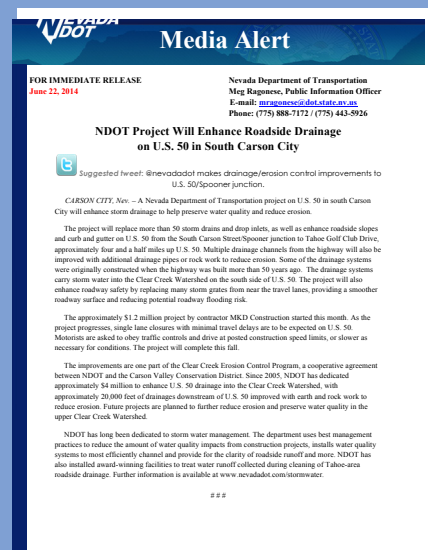 NEVADA
DOT
Media Alert
FOR IMMEDIATE RELEASE
June 22, 2014
Nevada Department of Transportation
Meg Ragonese, Public Information Officer
E-mail: mragonese@dot.state.nv.us
Phone: (775) 888-7172 / (775) 443-5926
NDOT Project Will Enhance Roadside Drainage
on U.S. 50 in South Carson City
Suggested tweet: @nevadadot makes drainage/erosion control improvements to
U.S. 50/Spooner junction.
CARSON CITY, Nev. – A Nevada Department of Transportation project on U.S. 50 in south Carson
City will enhance storm drainage to help preserve water quality and reduce erosion.
The project will replace more than 50 storm drains and drop inlets, as well as enhance roadside slopes
and curb and gutter on U.S. 50 from the South Carson Street/Spooner junction to Tahoe Golf Club Drive,
approximately four and a half miles up U.S. 50. Multiple drainage channels from the highway will also be
improved with additional drainage pipes or rock work to reduce erosion. Some of the drainage systems
were originally constructed when the highway was built more than 50 years ago. The drainage systems
carry storm water into the Clear Creek Watershed on the south side of U.S. 50. The project will also
enhance roadway safety by replacing many storm grates from near the travel lanes, providing a smoother
roadway surface and reducing potential roadway flooding risk.
The approximately $1.2 million project by contractor MKD Construction started this month. As the
project progresses, single lane closures with minimal travel delays are to be expected on U.S. 50.
Motorists are asked to obey traffic controls and drive at posted construction speed limits, or slower as
necessary for conditions. The project will complete this fall.
The improvements are one part of the Clear Creek Erosion Control Program, a cooperative agreement
between NDOT and the Carson Valley Conservation District. Since 2005, NDOT has dedicated
approximately $4 million to enhance U.S. 50 drainage into the Clear Creek Watershed, with
approximately 20,000 feet of drainages downstream of U.S. 50 improved with earth and rock work to
reduce erosion. Future projects are planned to further reduce erosion and preserve water quality in the
upper Clear Creek Watershed.
NDOT has long been dedicated to storm water management. The department uses best management
practices to reduce the amount of water quality impacts from construction projects, installs water quality
systems to most efficiently channel and provide for the clarity of roadside runoff and more. NDOT has
also installed award-winning facilities to treat water runoff collected during cleaning of Tahoe-area
roadside drainage. Further information is available at www.nevadadot.com/stormwater.
# # #